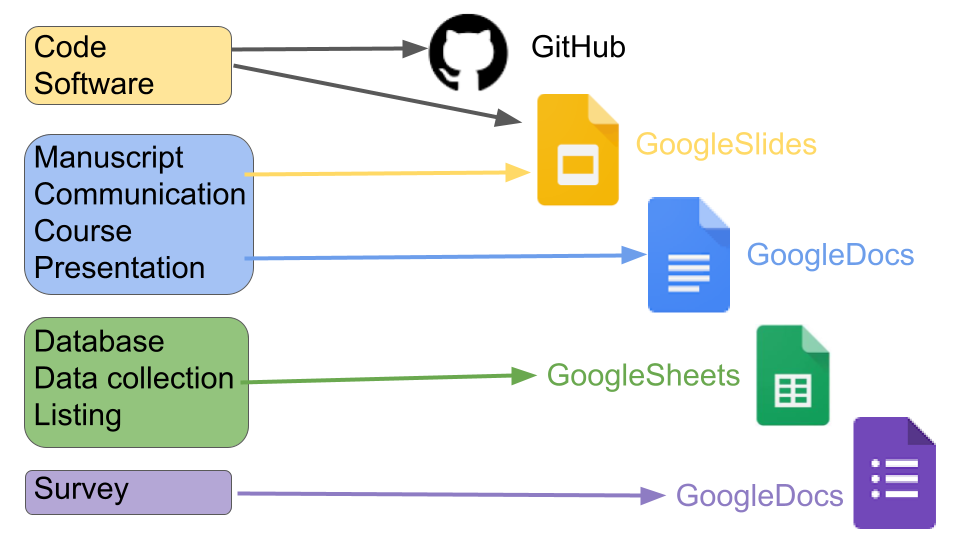 Code
Software
GitHub
GoogleSlides
Manuscript
Communication
Course
Presentation
GoogleDocs
Database
Data collection
Listing
GoogleSheets
Survey
GoogleDocs